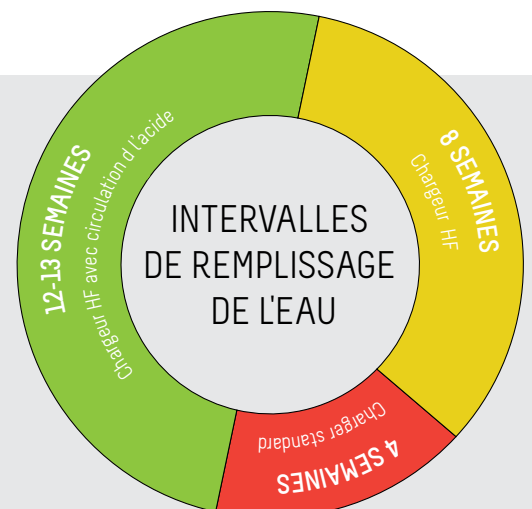 INTERVALLES
DE REMPLISSAGE
DE L'EAU
12-13 SEMAINES
Chargeur HF avec circulation d l'acide
8 SEMAINES
Chargeur HF
4 SEMAINES
Charger standard